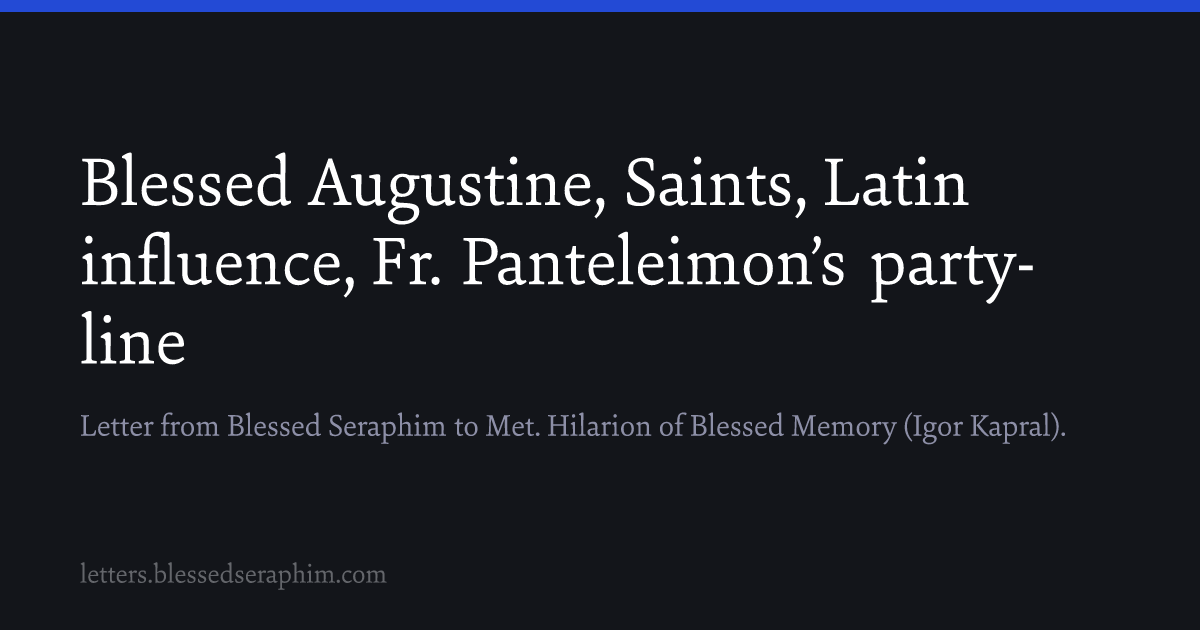 Blessed Augustine, Saints, Latin
influence, Fr. Panteleimon’s party-
line
Letter from Blessed Seraphim to Met. Hilarion of Blessed Memory (Igor Kapral).
letters.blessedseraphim.com